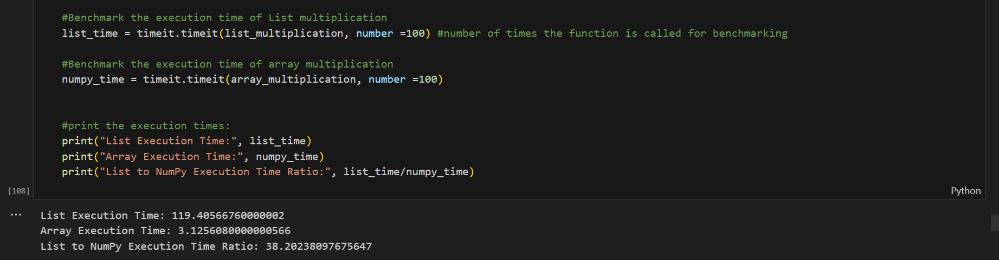 #Benchmark the execution time of List multiplication
list_time = timeit.timeit(list_multiplication, number =100) #number of times the function is called for benchmarking
#Benchmark the execution time of array multiplication
numpy_time = timeit.timeit(array_multiplication, number =100)
#print the execution times:
print("List Execution Time:", list_time)
print("Array Execution Time:", numpy_time)
print("List to NumPy Execution Time Ratio:", list_time/numpy_time)
[108]
Python
...
List Execution Time: 119.40566760000002
Array Execution Time: 3.1256080000000566
List to NumPy Execution Time Ratio: 38.20238097675647